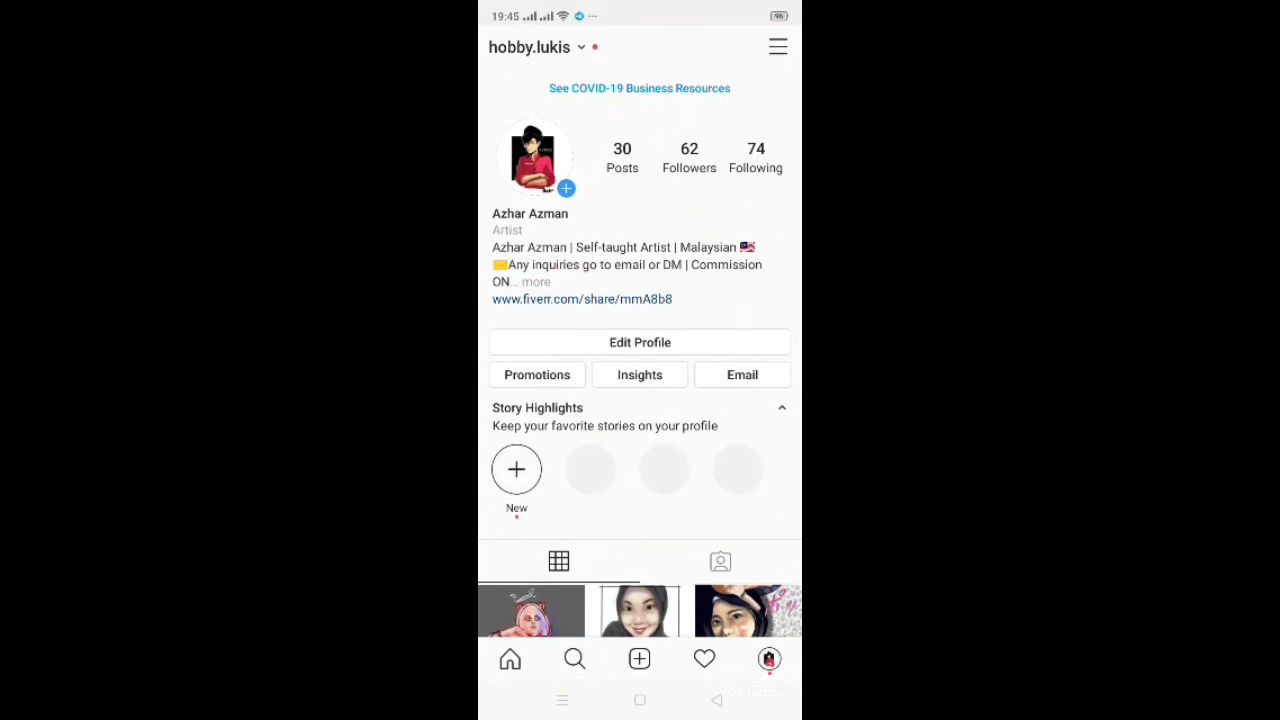 19:45
96
hobby.lukis
See COVID-19 Business Resources
30 62 74
Posts Followers Following
Azhar Azman
Artist
Azhar Azman | Self-taught Artist | Malaysian 🇲🇾
✉️Any inquiries go to email or DM | Commission
ON... more
www.fiverr.com/share/mmA8b8
Edit Profile
Promotions Insights Email
Story Highlights
Keep your favorite stories on your profile
New